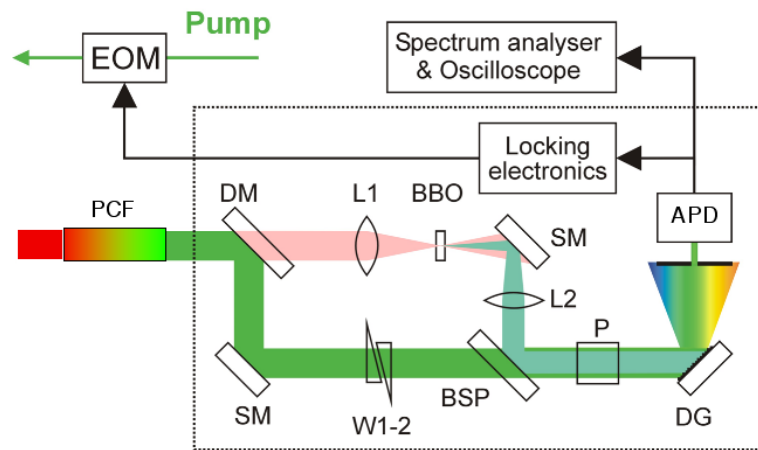 Pump
EOM
Spectrum analyser
& Oscilloscope
Locking
electronics
DM
L1
BBO
PCF
APD
SM
L2
P
SM
W1-2
BSP
DG